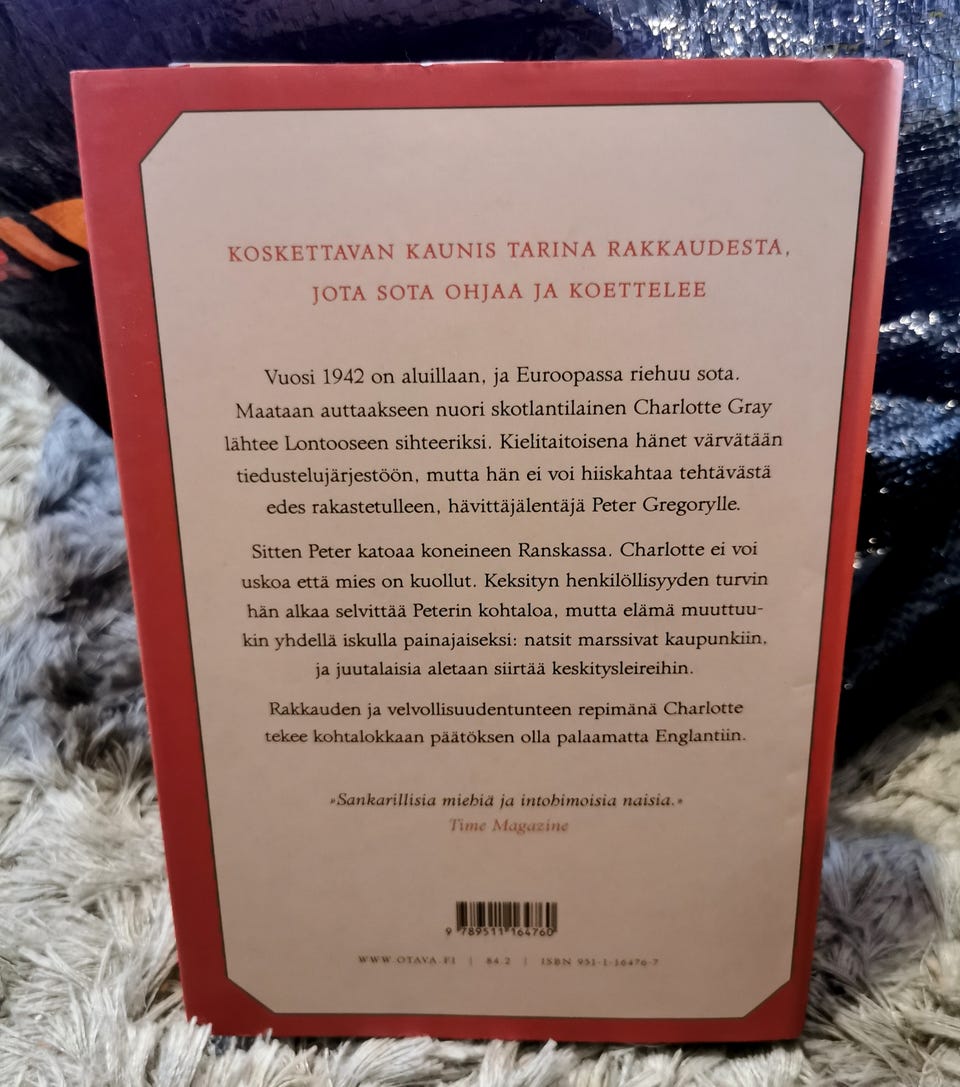 KOSKETTAVAN KAUNIS TARINA RAKKAUDESTA,
JOTA SOTA OHJAA JA KOETTELEE
Vuosi 1942 on aluillaan, ja Euroopassa riehuu sota.
Maataan auttaakseen nuori skotlantilainen Charlotte Gray
lähtee Lontooseen sihteeriksi. Kielitaitoisena hänet värvätään
tiedustelujärjestöön, mutta hän ei voi hiiskahtaa tehtävästä
edes rakastetulleen, hävittäjälentäjä Peter Gregorylle.
Sitten Peter katoaa koneineen Ranskassa. Charlotte ei voi
uskoa että mies on kuollut. Keksityn henkilöllisyyden turvin
hän alkaa selvittää Peterin kohtaloa, mutta elämä muuttuu-
kin yhdellä iskulla painajaiseksi: natsit marssivat kaupunkiin,
ja juutalaisia aletaan siirtää keskitysleireihin.
Rakkauden ja velvollisuudentunteen repimänä Charlotte
tekee kohtalokkaan päätöksen olla palaamatta Englantiin.
»Sankarillisia miehiä ja intohimoisia naisia.»
Time Magazine
9 789511 164760
WWW.OTAVA.FI | 84.2 | ISBN 951-1-16476-7